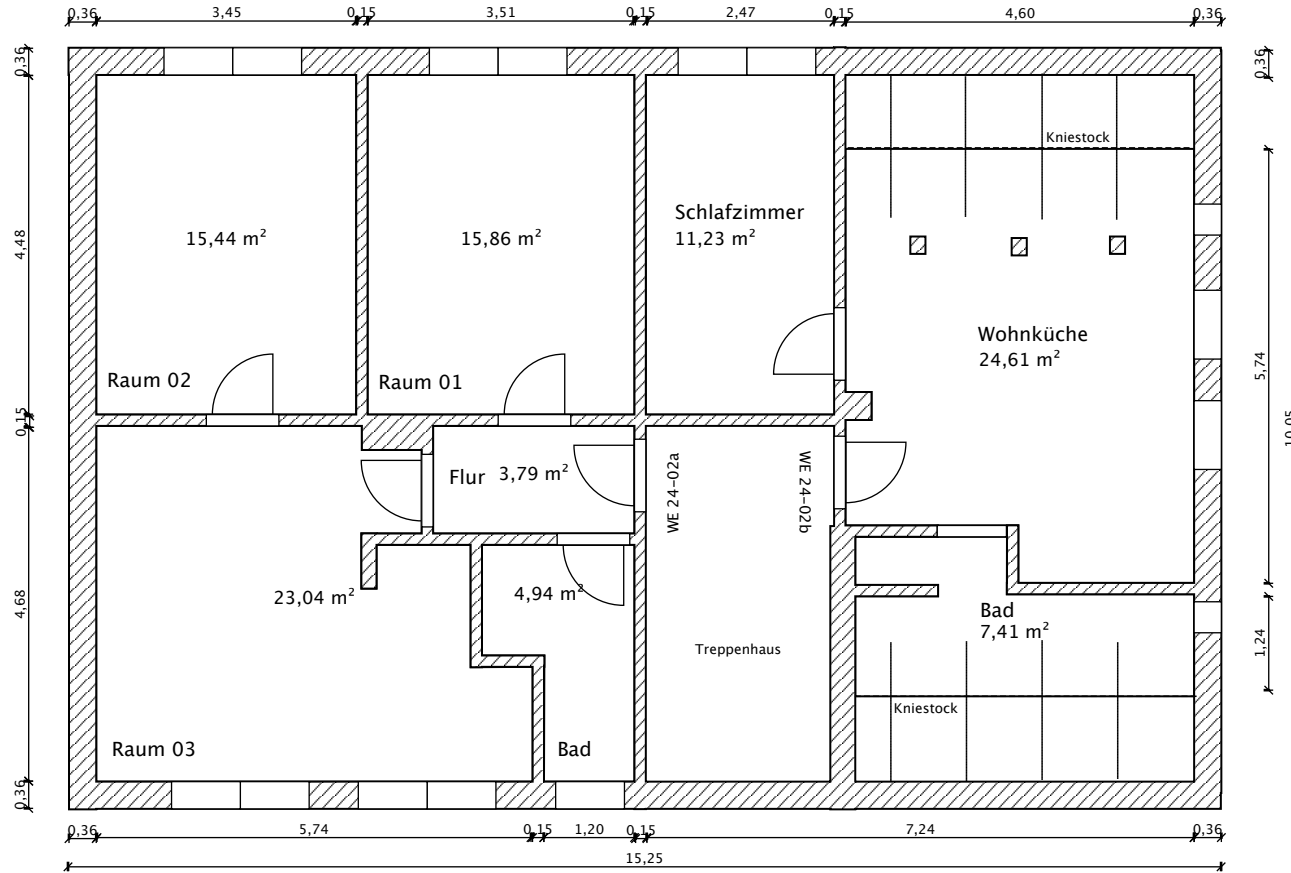 0,36 3,45 0,15 3,51 0,15 2,47 0,15 4,60 0,36
0,36
0,36
4,48
Kniestock
15,44 m²
15,86 m²
Schlafzimmer
11,23 m²
Wohnküche
24,61 m²
5,74
Raum 02
Raum 01
0,15
10,05
Flur 3,79 m²
WE 24-02a
WE 24-02b
4,68
23,04 m²
4,94 m²
Bad
7,41 m²
1,24
Treppenhaus
Kniestock
Raum 03
Bad
0,36
0,36 5,74 0,15 1,20 0,15 7,24 0,36
15,25